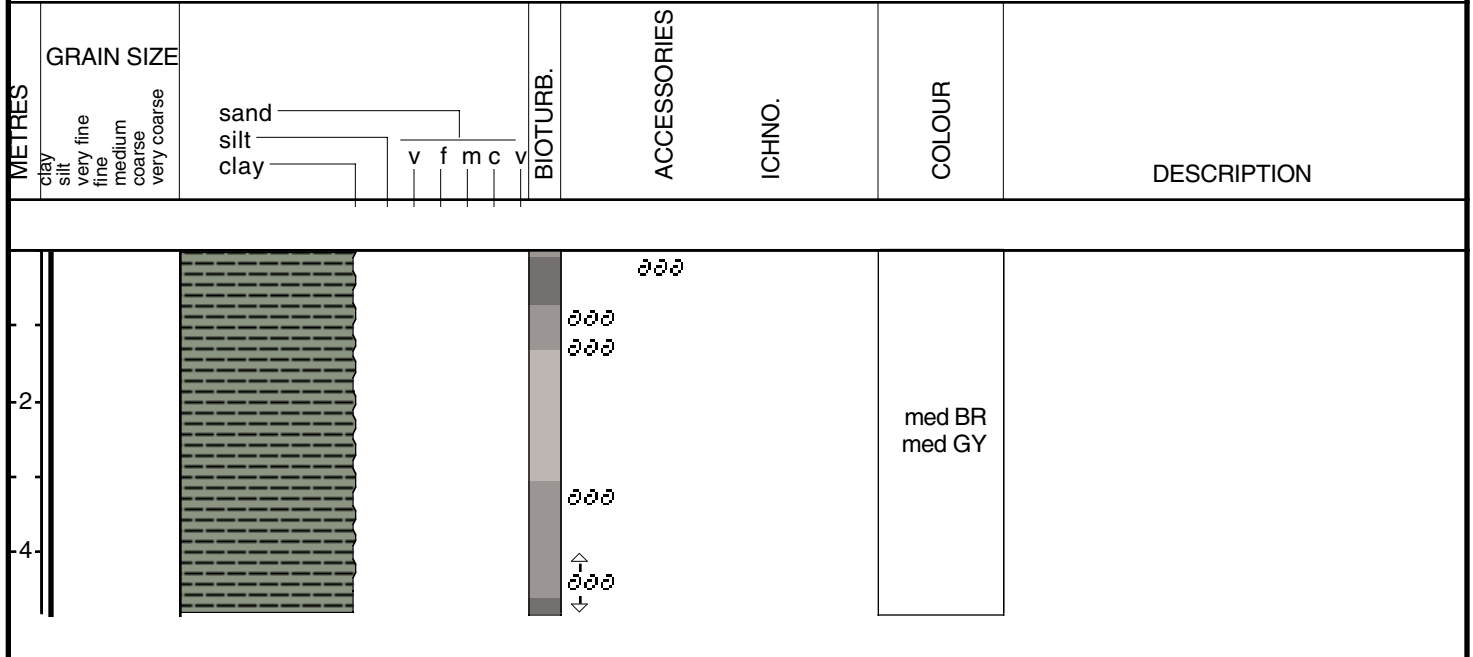 METRES
GRAIN SIZE
clay
silt
very fine
fine
medium
coarse
very coarse
sand
silt
clay
v f m c v
BIOTURB.
ACCESSORIES
ICHNO.
COLOUR
DESCRIPTION
2
4
med BR
med GY